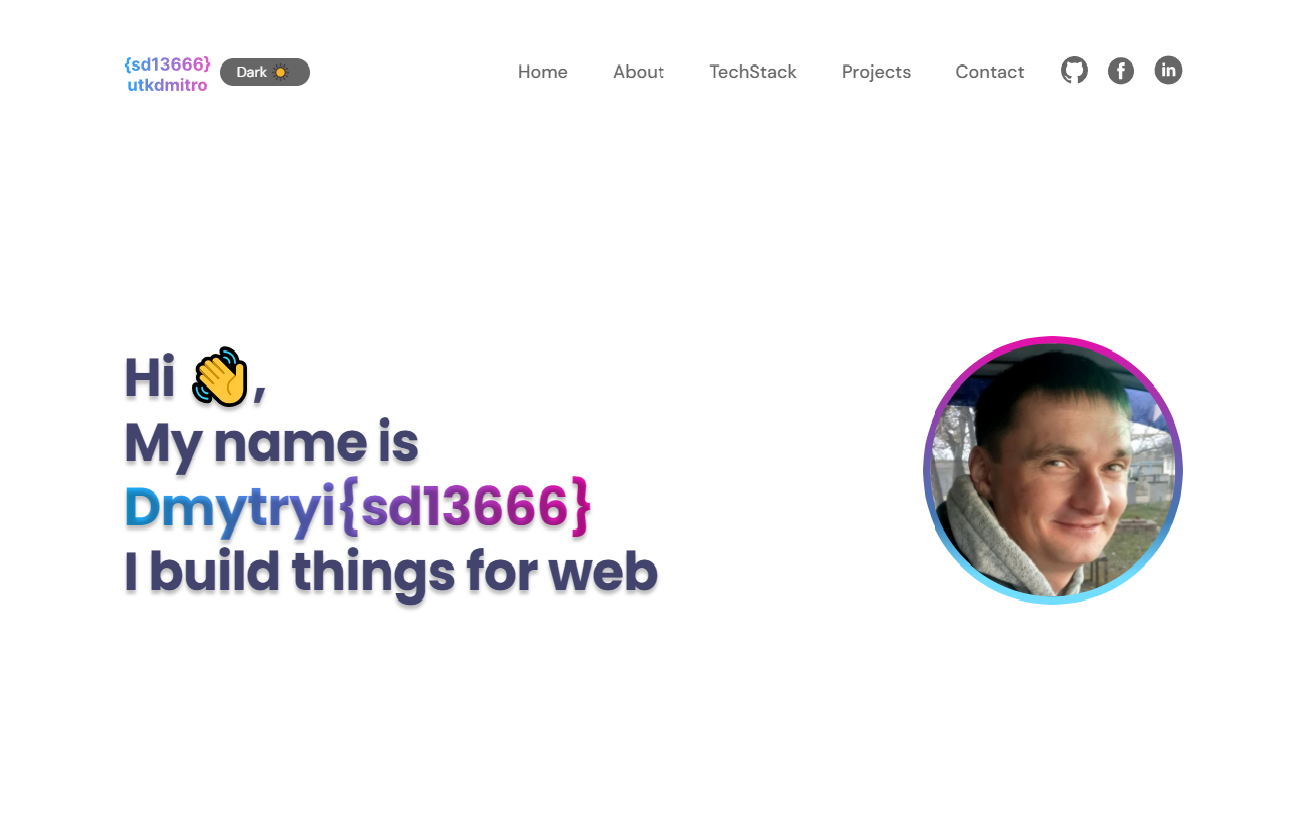 {sd13666}
utkdmitro
Dark
Home About TechStack Projects Contact
in
Hi 👋,
My name is
Dmytryi{sd13666}
I build things for web